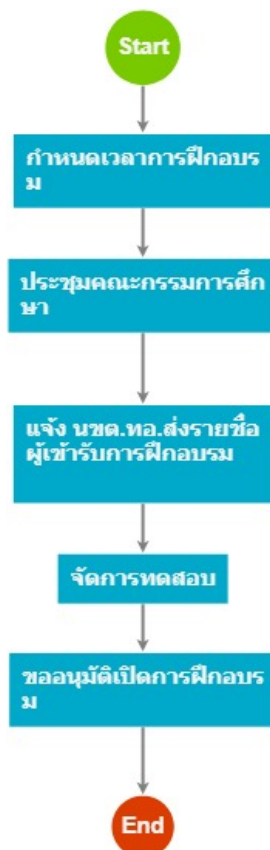 Start
กำหนดเวลาการฝึกอบร
ม
ประชุมคณะกรรมการศึก
ษา
แจ้ง นขต.ทอ.ส่งรายชื่อ
ผู้เข้ารับการฝึกอบรม
จัดการทดสอบ
ขออนุมัติเปิดการฝึกอบร
ม
End